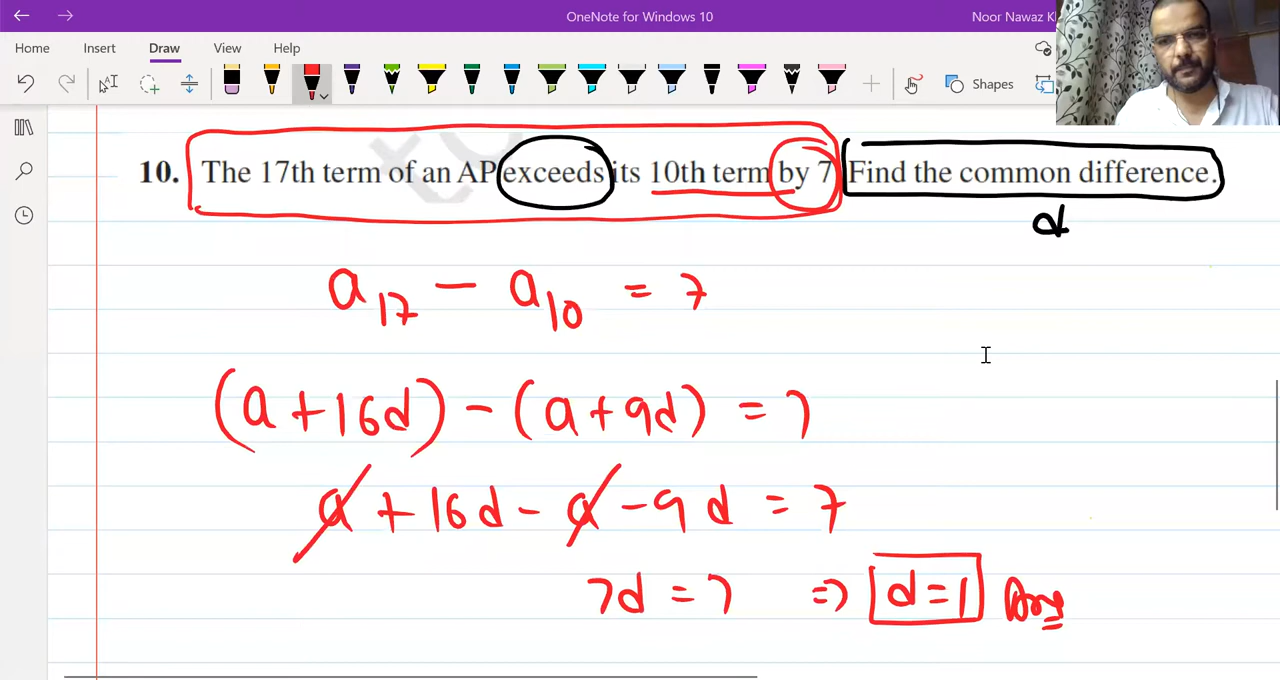 OneNote for Windows 10
Noor Nawaz Kh
Home Insert Draw View Help
Shapes
10. The 17th term of an AP exceeds its 10th term by 7 Find the common difference.
d
a₁₇ − a₁₀ = 7
(a + 16d) − (a + 9d) = 7
a + 16d − a − 9d = 7
7d = 7 ⇒ d = 1 Ans